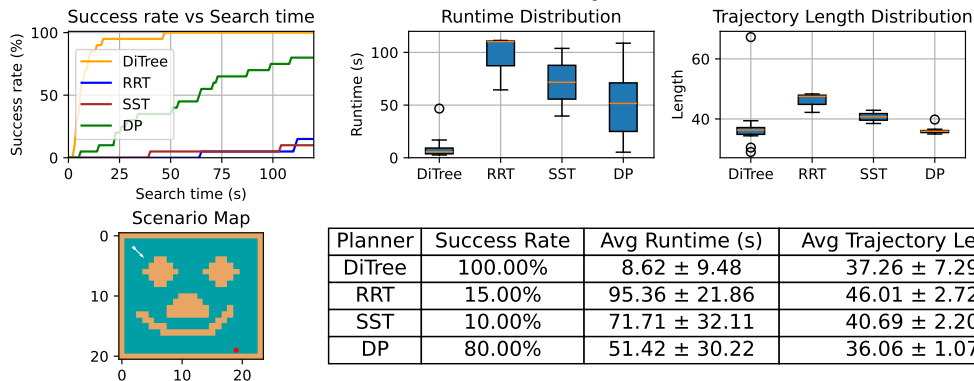 Success rate vs Search time
Success rate (%)
100
50
0
DiTree
RRT
SST
DP
0 25 50 75 100
Search time (s)
Runtime Distribution
Runtime (s)
100
50
0
DiTree RRT SST DP
Trajectory Length Distribution
Length
60
40
DiTree RRT SST DP
Scenario Map
0
10
20
0 10 20
Planner Success Rate Avg Runtime (s) Avg Trajectory Le
DiTree 100.00% 8.62 ± 9.48 37.26 ± 7.29
RRT 15.00% 95.36 ± 21.86 46.01 ± 2.72
SST 10.00% 71.71 ± 32.11 40.69 ± 2.20
DP 80.00% 51.42 ± 30.22 36.06 ± 1.07